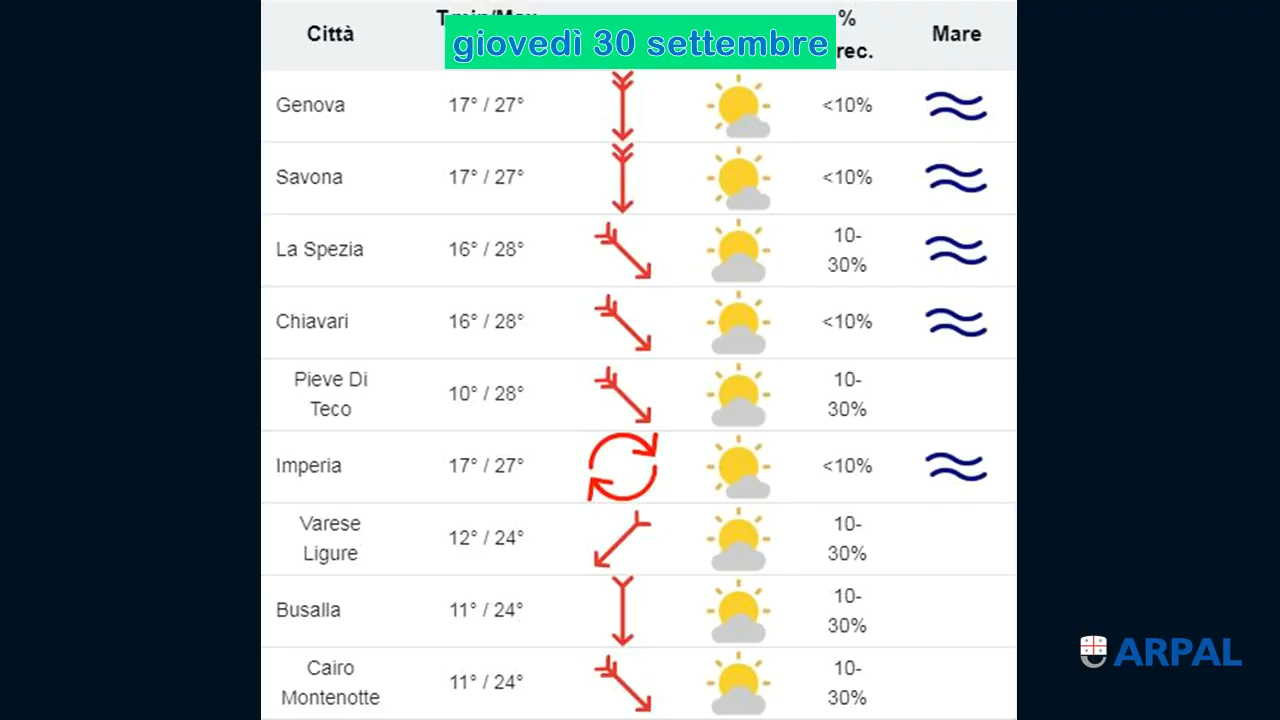 Città
giovedì 30 settembre
%
rec.
Mare
Genova 17° / 27° <10%
Savona 17° / 27° <10%
La Spezia 16° / 28° 10-
30%
Chiavari 16° / 28° <10%
Pieve Di
Teco 10° / 28° 10-
30%
Imperia 17° / 27° <10%
Varese
Ligure 12° / 24° 10-
30%
Busalla 11° / 24° 10-
30%
Cairo
Montenotte 11° / 24° 10-
30%
ARPAL